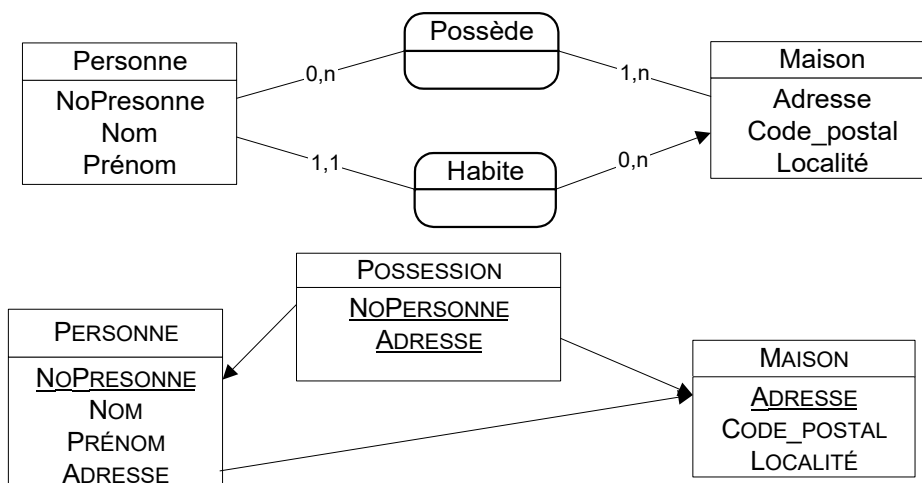 Possède
Personne
NoPresonne
Nom
Prénom
0,n
1,n
Maison
Adresse
Code_postal
Localité
1,1
Habite
0,n
POSSESSION
NOPERSONNE
ADRESSE
PERSONNE
NOPRESONNE
NOM
PRÉNOM
ADRESSE
MAISON
ADRESSE
CODE_POSTAL
LOCALITÉ